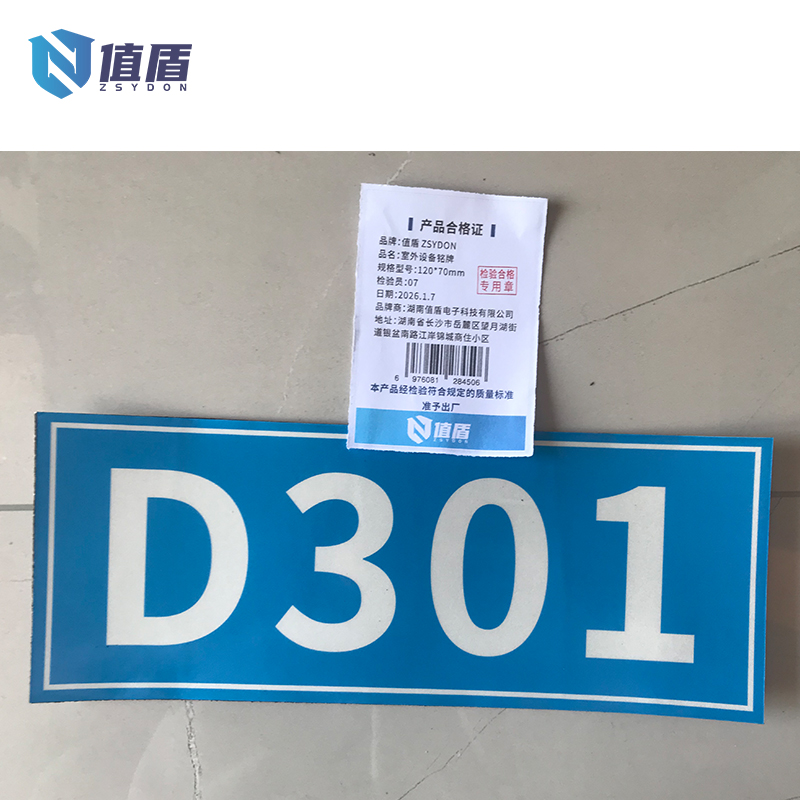 值盾
ZSYDON
产品合格证
品牌:值盾 ZSYDON
品名:室外设备铭牌
规格型号:120*70mm
检验员:07
检验合格
专用章
日期:2026.1.7
品牌商:湖南值盾电子科技有限公司
地址:湖南省长沙市岳麓区望月湖街
道银盆南路江岸锦城商住小区
6 976081 284506
本产品经检验符合规定的质量标准
准予出厂
值盾
ZSYDON
D301